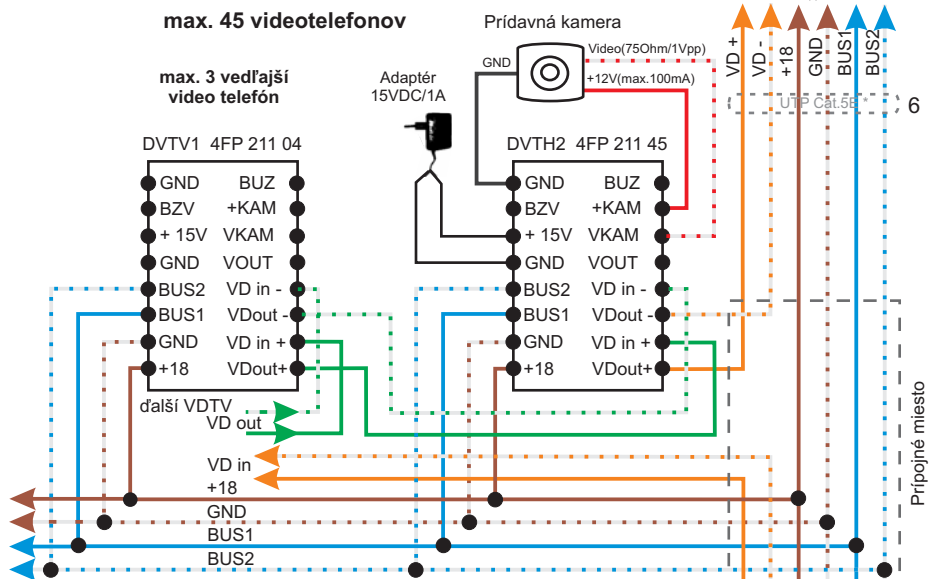 max. 45 videotelefonov
Prídavná kamera
max. 3 vedľajší
video telefón
Adaptér
15VDC/1A
GND
Video(75Ohm/1Vpp)
+12V(max.100mA)
VD +
VD -
+18
GND
BUS1
BUS2
UTP Cat.5E *
6
DVTV1 4FP 211 04
GND BUZ
BZV +KAM
+ 15V VKAM
GND VOUT
BUS2 VD in -
BUS1 VDout -
GND VD in +
+18 VDout+
DVTH2 4FP 211 45
GND BUZ
BZV +KAM
+ 15V VKAM
GND VOUT
BUS2 VD in -
BUS1 VDout -
GND VD in +
+18 VDout+
ďalší VDTV
VD out
VD in
+18
GND
BUS1
BUS2
Prípojné miesto